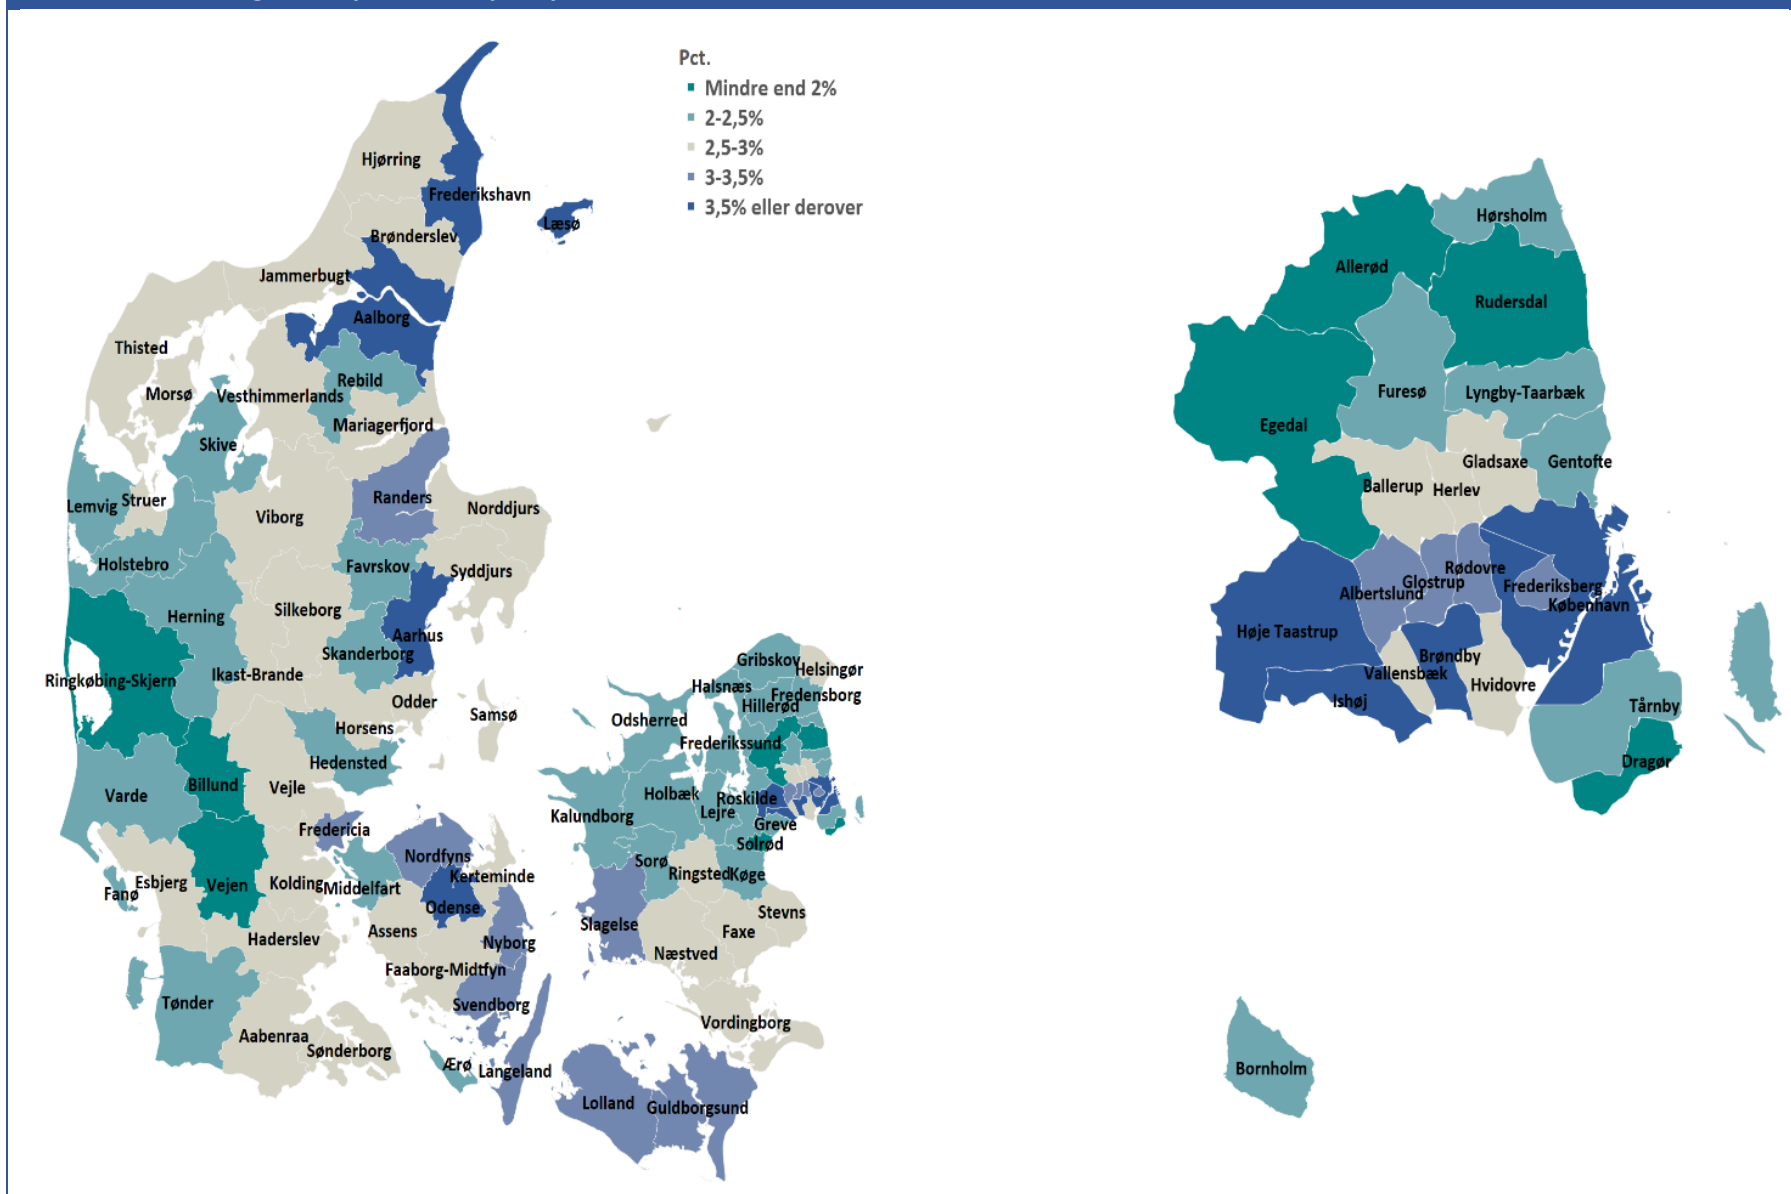 Pct.
Mindre end 2%
2-2,5%
2,5-3%
3-3,5%
3,5% eller derover
Hjørring
Frederikshavn
Læsø
Brønderslev
Jammerbugt
Aalborg
Thisted
Rebild
Morsø
Vesthimmerlands
Mariagerfjord
Skive
Randers
Lemvig
Struer
Norddjurs
Viborg
Holstebro
Favrskov
Syddjurs
Silkeborg
Herning
Aarhus
Skanderborg
Ringkøbing-Skjern
Ikast-Brande
Odder
Samsø
Horsens
Hedensted
Billund
Vejle
Varde
Fredericia
Nordfyns
Kerteminde
Esbjerg
Vejen
Kolding
Middelfart
Fanø
Odense
Assens
Haderslev
Nyborg
Faaborg-Midtfyn
Tønder
Svendborg
Aabenraa
Sønderborg
Ærø
Langeland
Gribskov
Helsingør
Halsnæs
Fredensborg
Hillerød
Odsherred
Frederikssund
Holbæk
Roskilde
Lejre
Kalundborg
Greve
Solrød
Sorø
Ringsted
Køge
Slagelse
Stevns
Faxe
Næstved
Vordingborg
Lolland
Guldborgsund
Hørsholm
Allerød
Rudersdal
Furesø
Lyngby-Taarbæk
Egedal
Gladsaxe
Gentofte
Ballerup
Herlev
Rødovre
Glostrup
Albertslund
Frederiksberg
København
Høje Taastrup
Brøndby
Vallensbæk
Hvidovre
Ishøj
Tårnby
Dragør
Bornholm